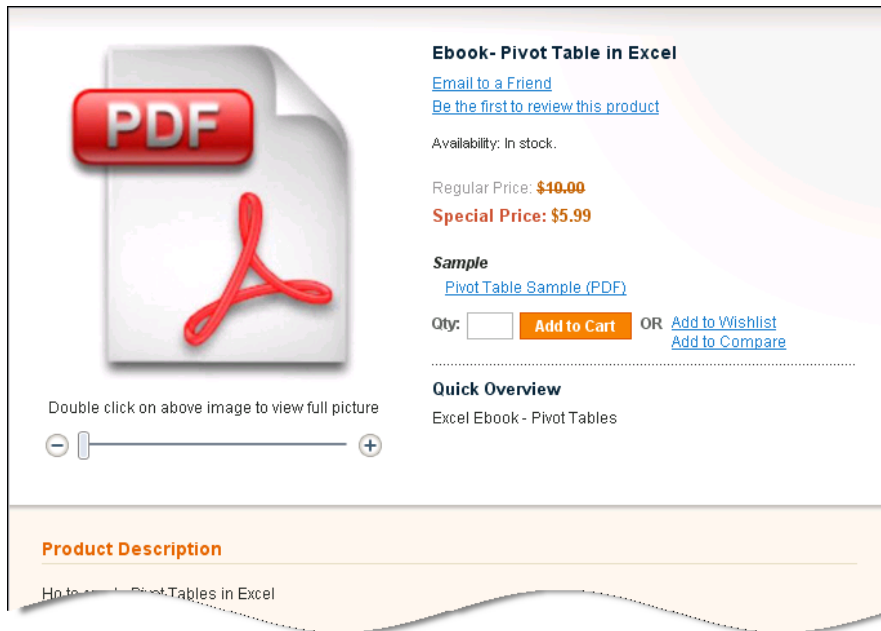 PDF
Ebook- Pivot Table in Excel
Email to a Friend
Be the first to review this product
Availability: In stock.
Regular Price: $10.00
Special Price: $5.99
Sample
Pivot Table Sample (PDF)
Qty: Add to Cart OR Add to Wishlist
Add to Compare
Double click on above image to view full picture
Quick Overview
Excel Ebook - Pivot Tables
Product Description
Ho to Pivot Tables in Excel